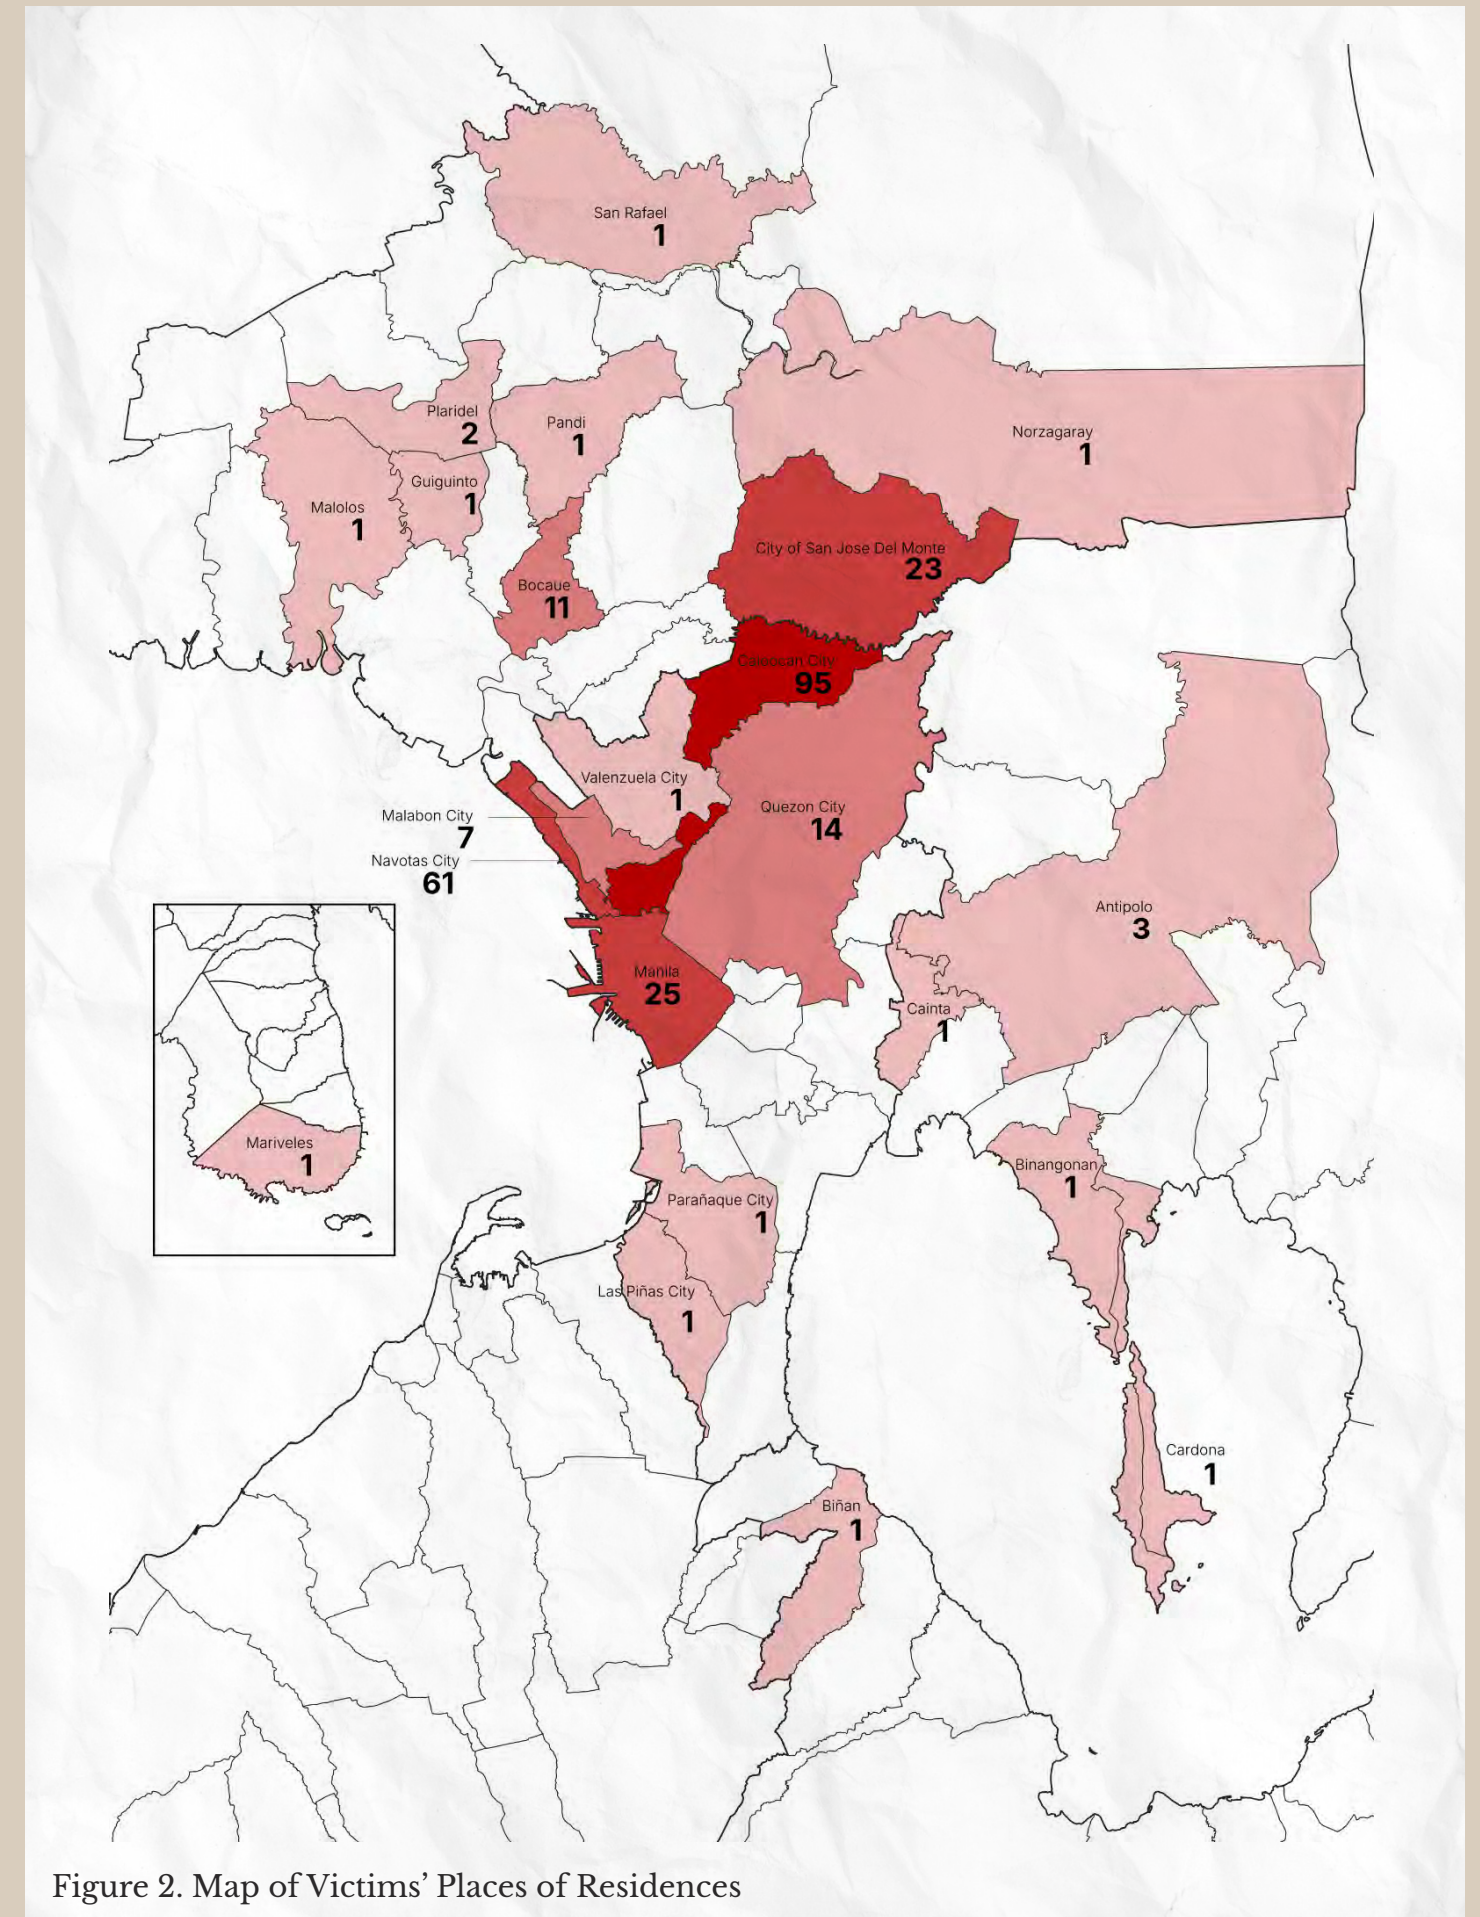 San Rafael
1
Plaridel
2
Pandi
1
Norzagaray
1
Guiguinto
1
Malolos
1
City of San Jose Del Monte
23
Bocaue
11
Caloocan City
95
Valenzuela City
1
Quezon City
14
Malabon City
7
Navotas City
61
Antipolo
3
Manila
25
Cainta
1
Mariveles
1
Binangonan
1
Parañaque City
1
Las Piñas City
1
Cardona
1
Biñan
1
Figure 2. Map of Victims’ Places of Residences